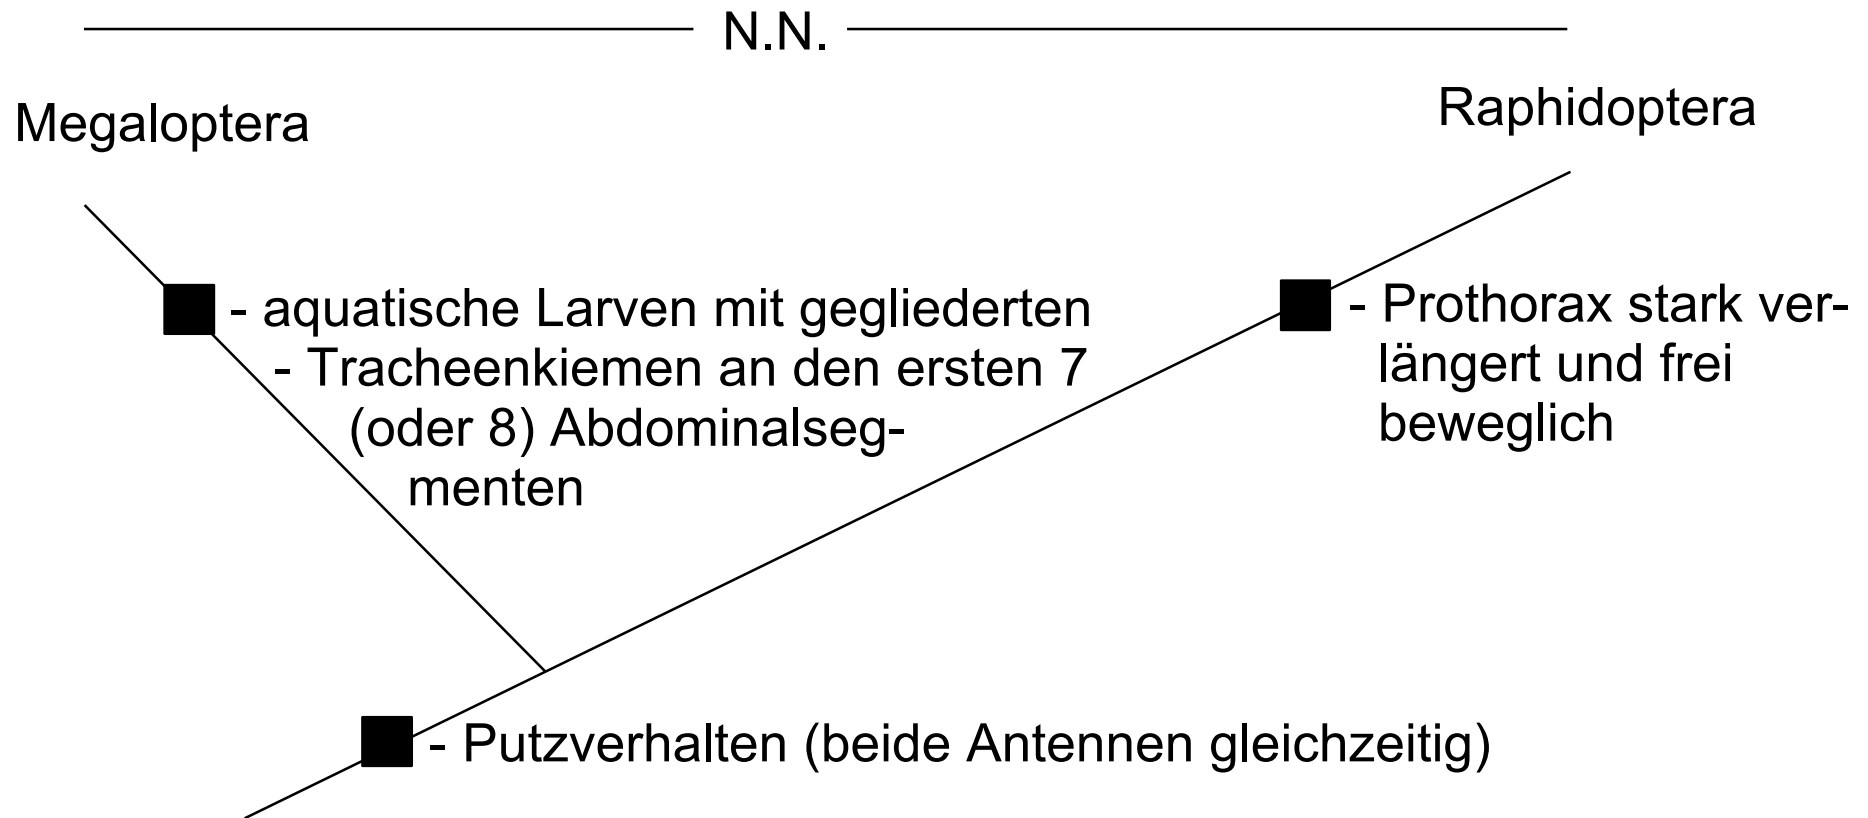 N.N.
Megaloptera
Raphidoptera
- aquatische Larven mit gegliederten
- Tracheenkiemen an den ersten 7
(oder 8) Abdominalseg-
menten
- Prothorax stark ver-
längert und frei
beweglich
- Putzverhalten (beide Antennen gleichzeitig)